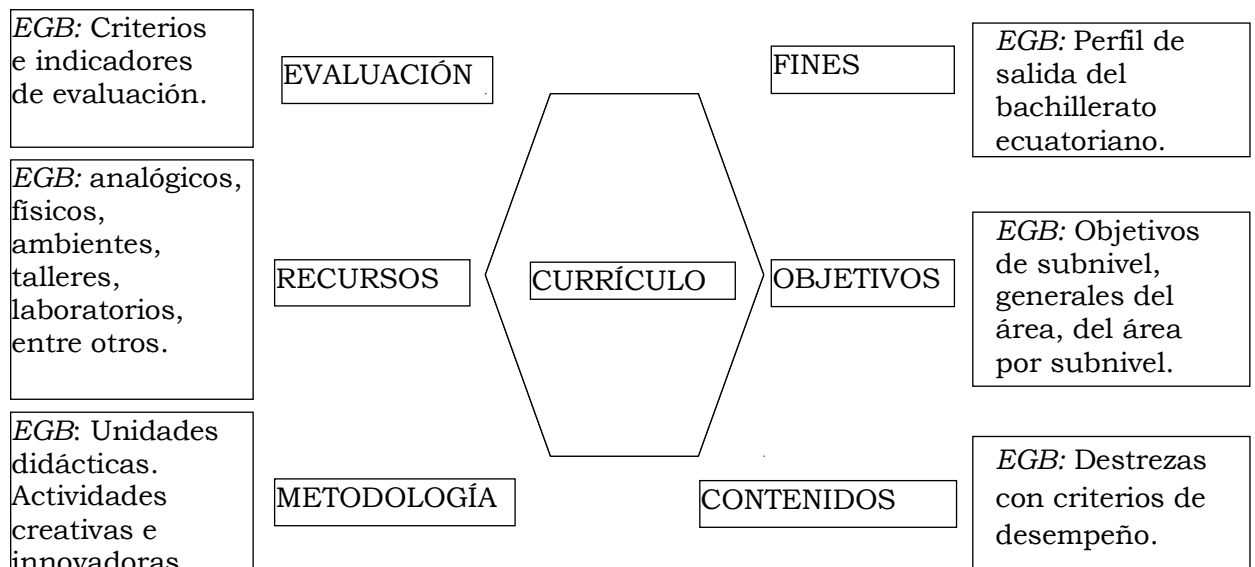 EGB: Criterios
e indicadores
de evaluación.
EVALUACIÓN
FINES
EGB: Perfil de
salida del
bachillerato
ecuatoriano.
EGB: analógicos,
físicos,
ambientes,
talleres,
laboratorios,
entre otros.
RECURSOS
CURRÍCULO
OBJETIVOS
EGB: Objetivos
de subnivel,
generales del
área, del área
por subnivel.
EGB: Unidades
didácticas.
Actividades
creativas e
innovadoras
METODOLOGÍA
CONTENIDOS
EGB: Destrezas
con criterios de
desempeño.